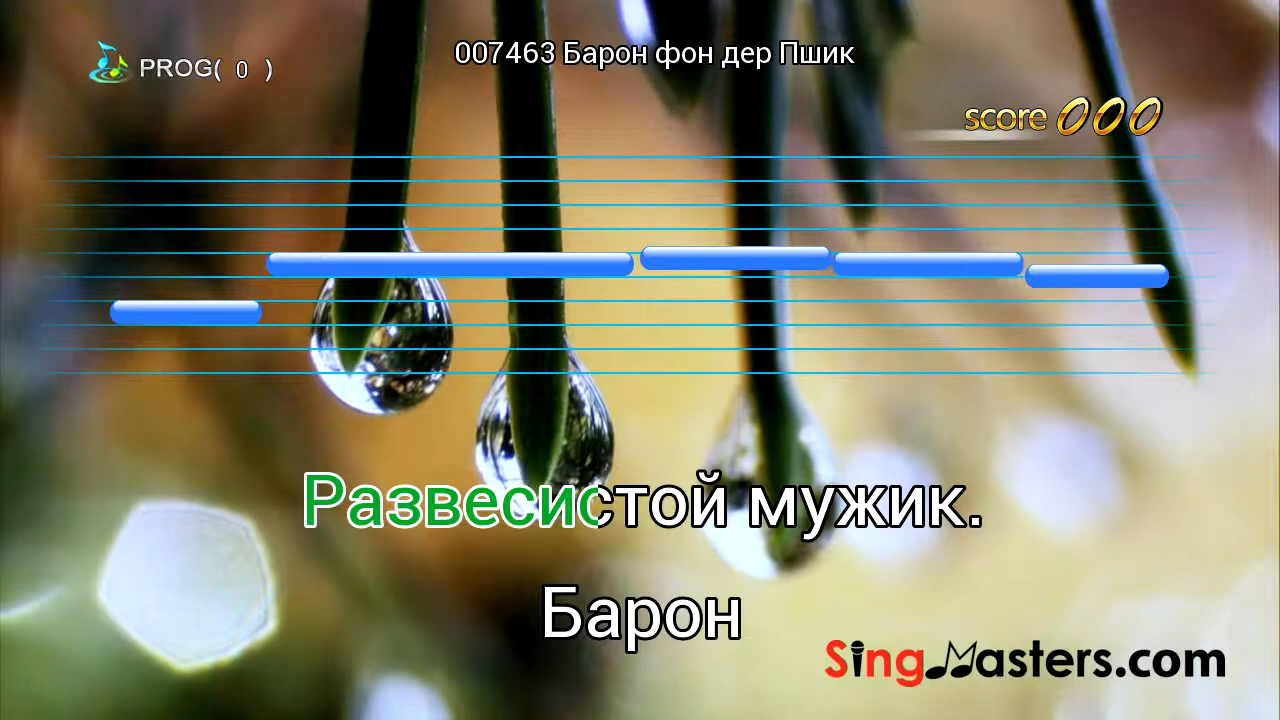 PROG( 0 )
007463 Барон фон дер Пшик
score 000
Развесистой мужик.
Барон
SingMasters.com